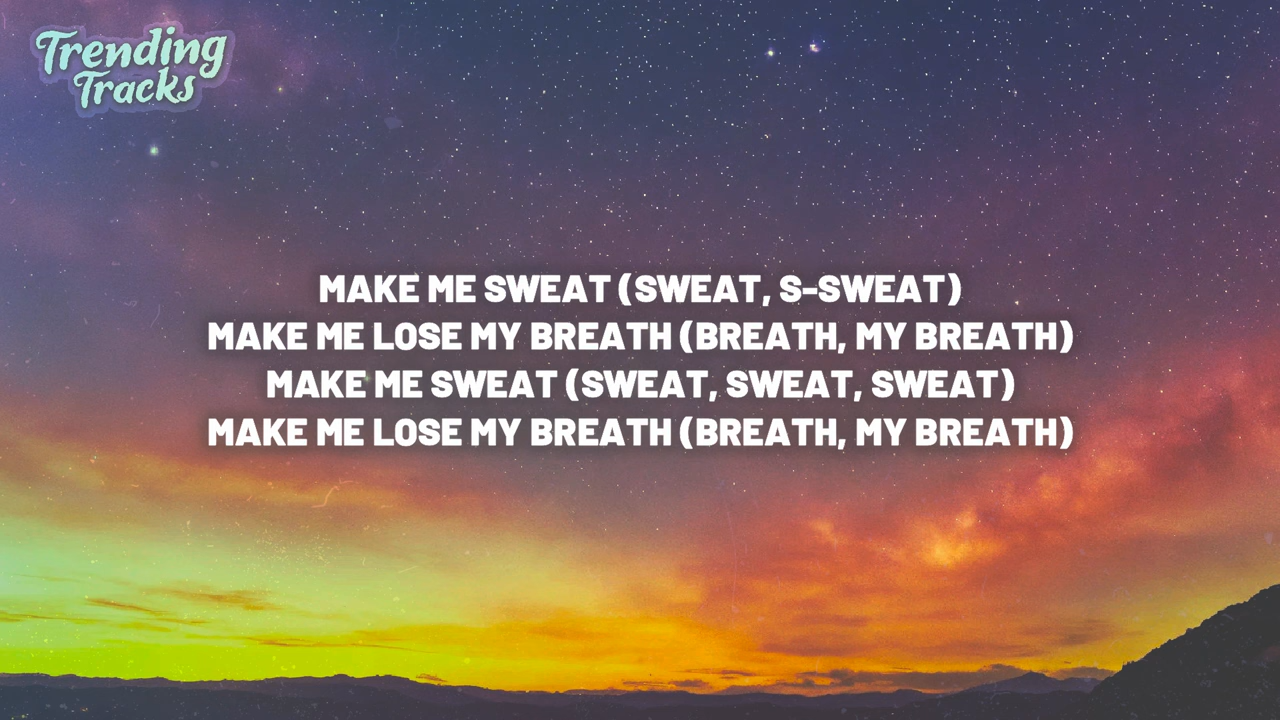 Trending
Tracks
MAKE ME SWEAT (SWEAT, S-SWEAT)
MAKE ME LOSE MY BREATH (BREATH, MY BREATH)
MAKE ME SWEAT (SWEAT, SWEAT, SWEAT)
MAKE ME LOSE MY BREATH (BREATH, MY BREATH)